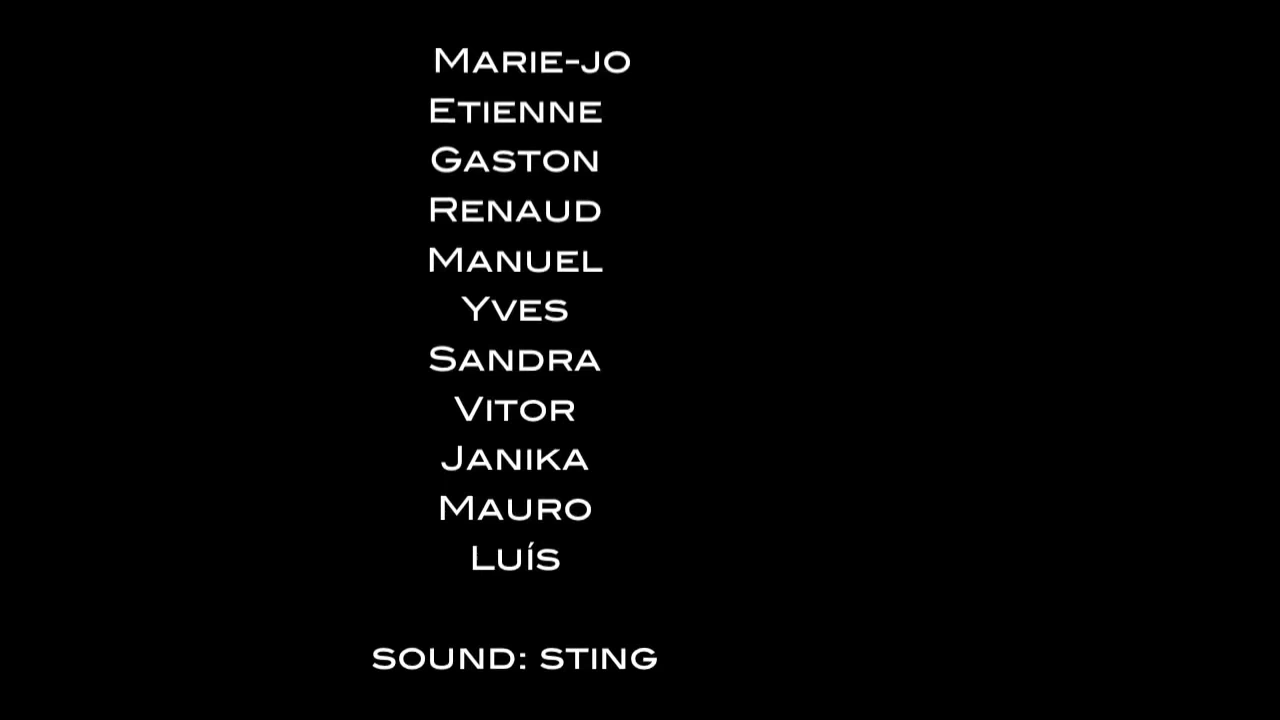 Marie-jo
Etienne
Gaston
Renaud
Manuel
Yves
Sandra
Vitor
Janika
Mauro
Luís
SOUND: STING